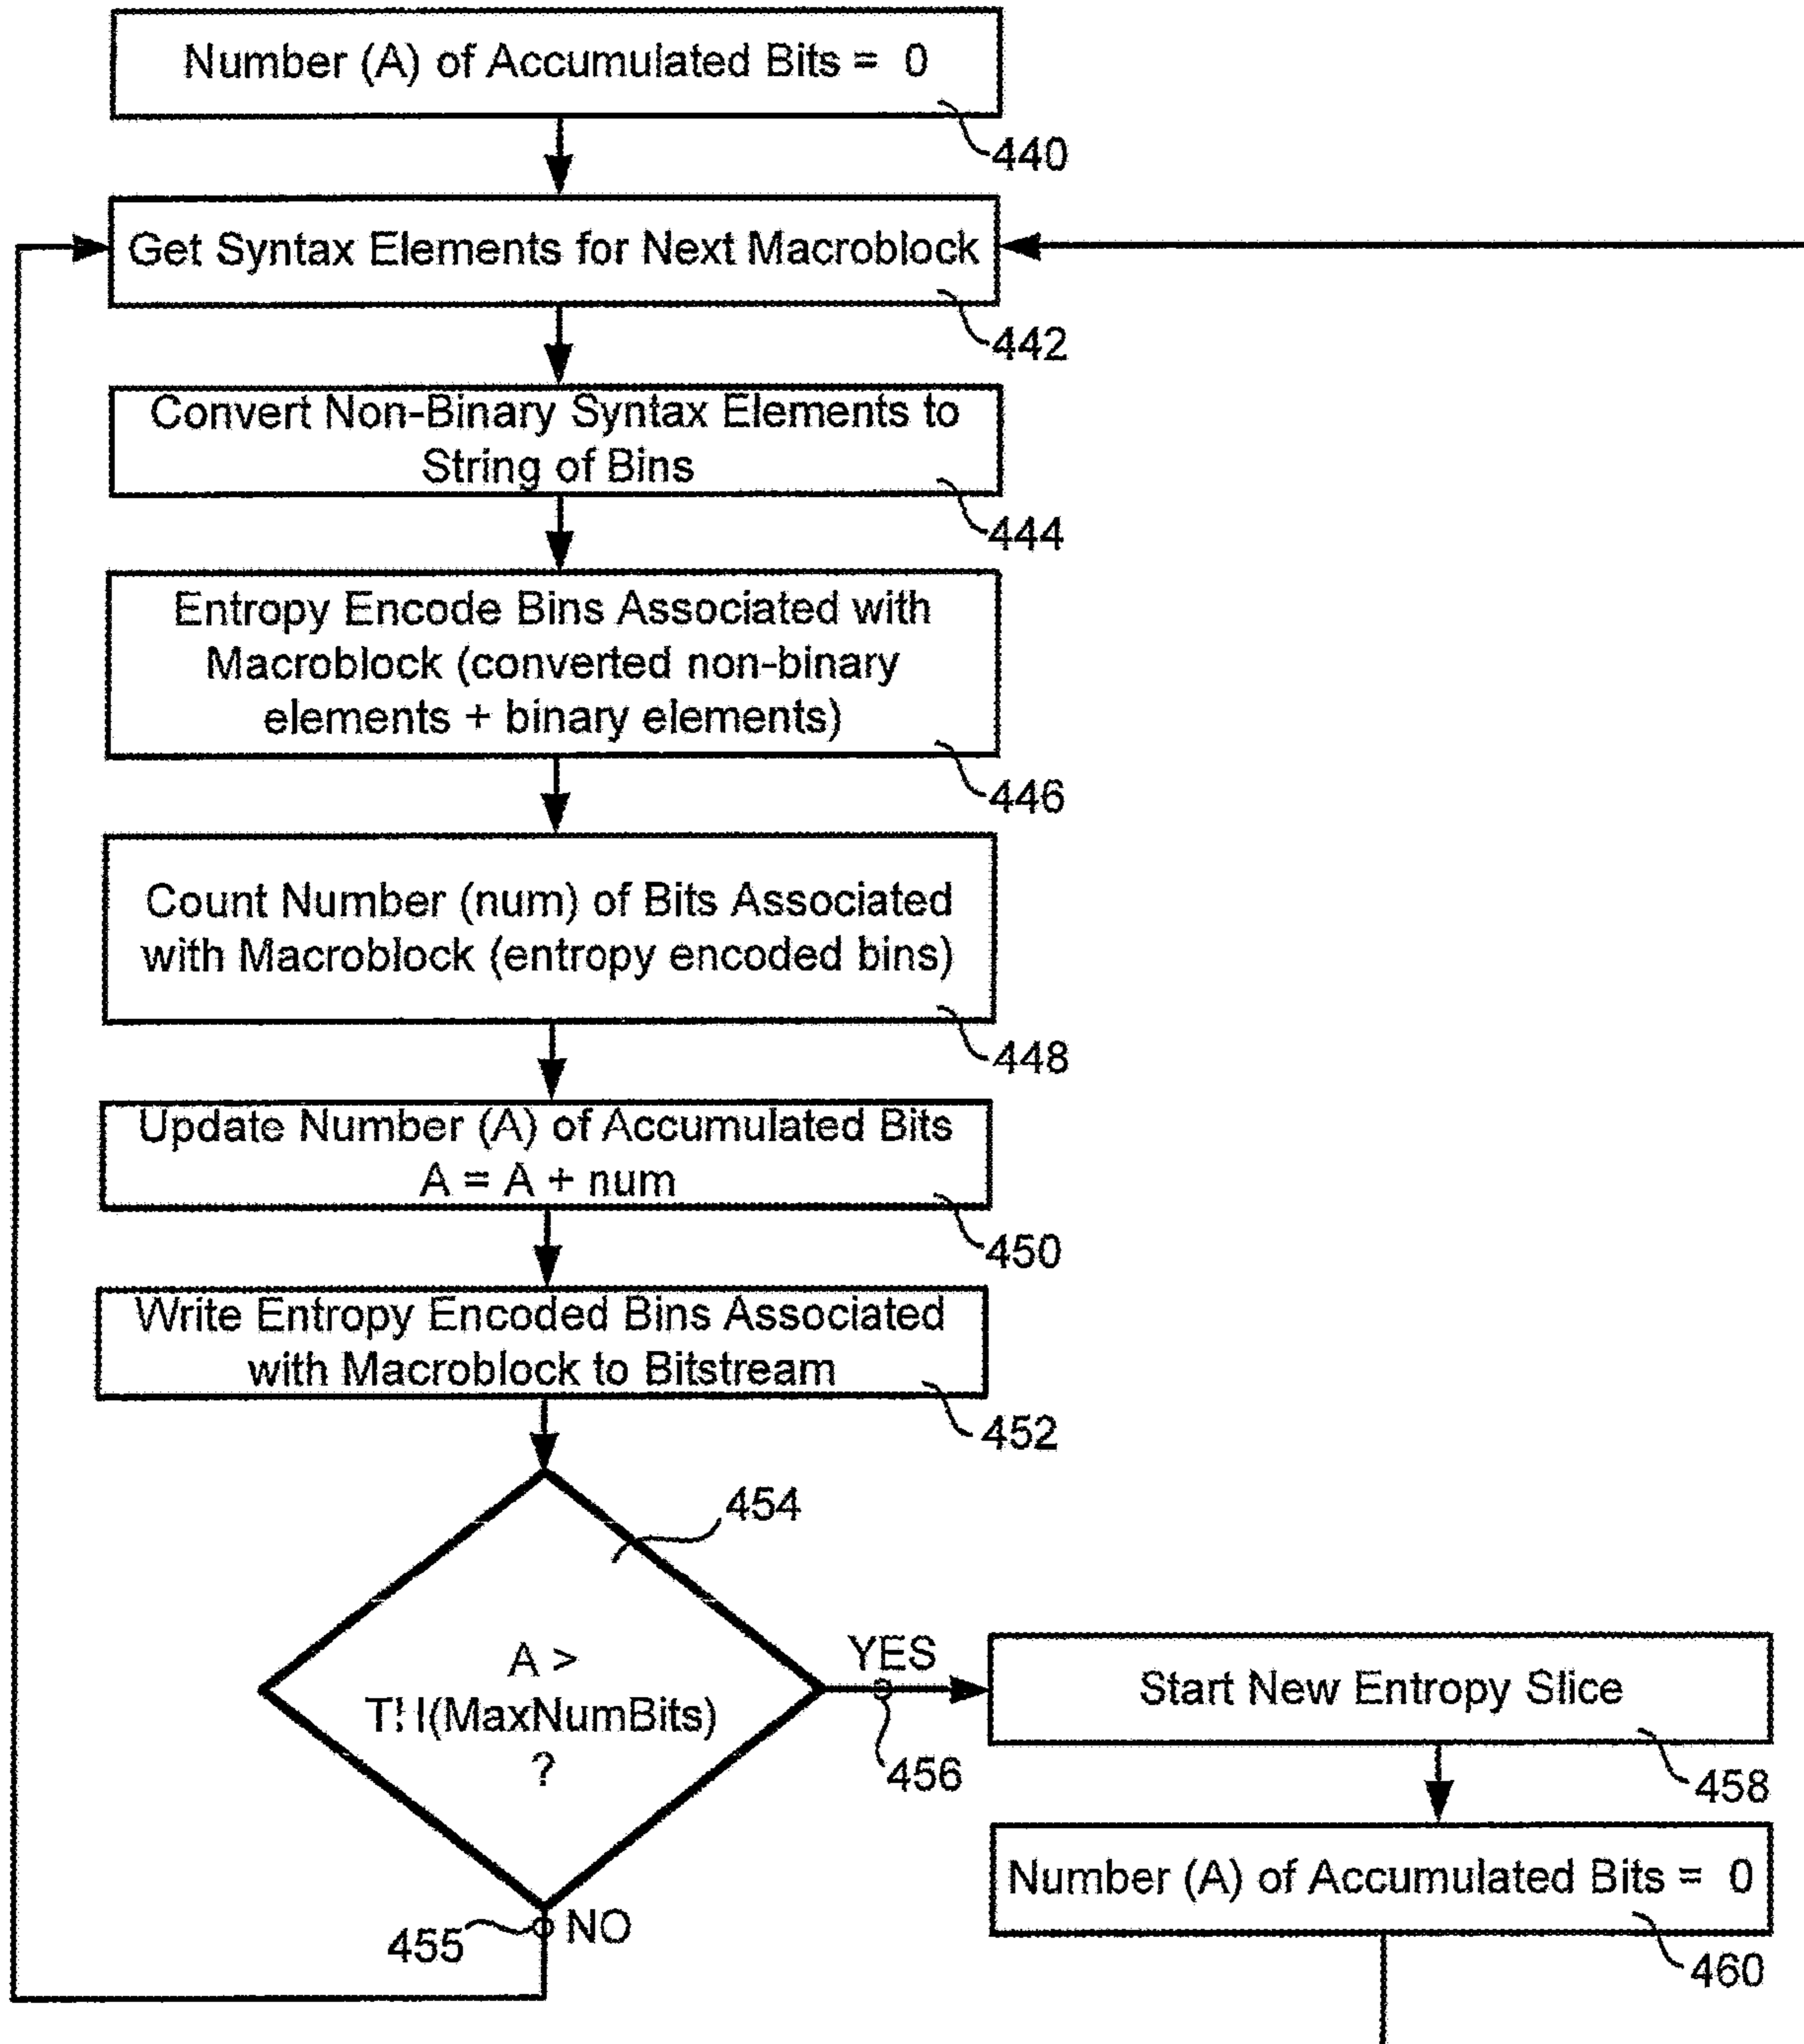 Number (A) of Accumulated Bits = 0
440
Get Syntax Elements for Next Macroblock
442
Convert Non-Binary Syntax Elements to
String of Bins
444
Entropy Encode Bins Associated with
Macroblock (converted non-binary
elements + binary elements)
446
Count Number (num) of Bits Associated
with Macroblock (entropy encoded bins)
448
Update Number (A) of Accumulated Bits
A = A + num
450
Write Entropy Encoded Bins Associated
with Macroblock to Bitstream
452
454
A >
(MaxNumBits)
?
YES
456
455
NO
Start New Entropy Slice
458
Number (A) of Accumulated Bits = 0
460